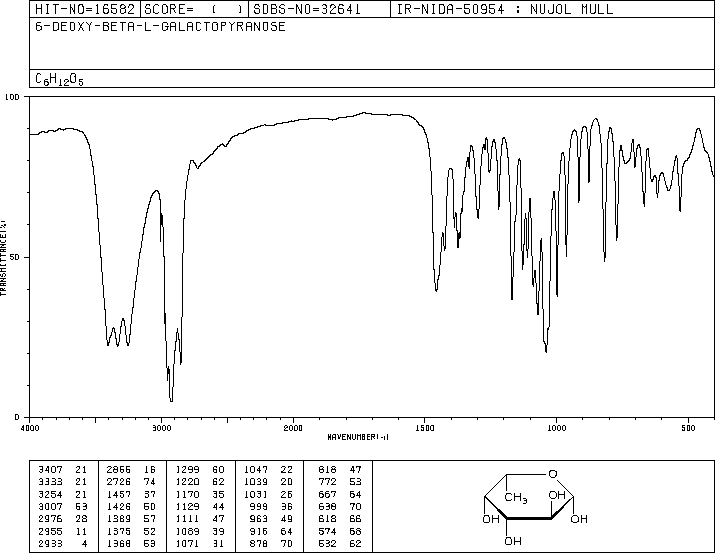 HIT-NO=16582 SCORE= ( ) SDBS-NO=32641 IR-NIDA-50954 : NUJOL MULL
6-DEOXY-BETA-L-GALACTOPYRANOSE
C6H12O5
100
50
0
TRANSMITTANCE(%)
4000 3000 2000 1500 1000 500
WAVENUMBER(-1)
3407 21 2866 16 1299 60 1047 22 818 47
3333 21 2726 74 1220 62 1039 20 772 53
3254 21 1457 37 1170 35 1031 26 667 64
3007 53 1426 50 1129 44 999 36 698 70
2976 28 1389 57 1111 47 963 49 618 66
2955 11 1375 52 1089 39 916 64 574 68
2933 4 1368 53 1071 31 878 70 532 62
O
CH3 OH
OH OH
OH